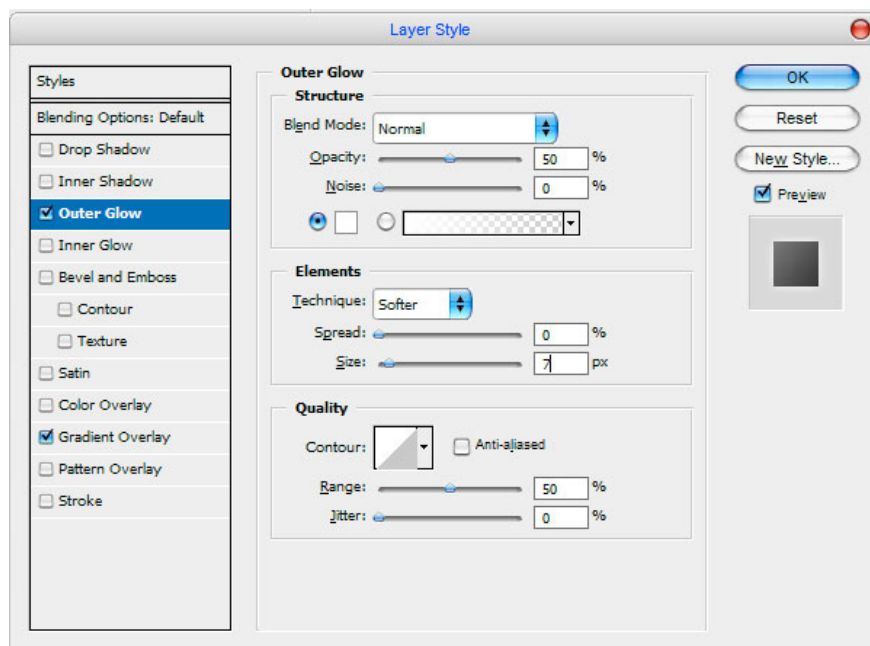 Layer Style
Styles
Blending Options: Default
Drop Shadow
Inner Shadow
Outer Glow
Inner Glow
Bevel and Emboss
Contour
Texture
Satin
Color Overlay
Gradient Overlay
Pattern Overlay
Stroke
Outer Glow
Structure
Blend Mode: Normal
Opacity: 50 %
Noise: 0 %
Elements
Technique: Softer
Spread: 0 %
Size: 7 px
Quality
Contour: Anti-aliased
Range: 50 %
Jitter: 0 %
OK
Reset
New Style...
Preview